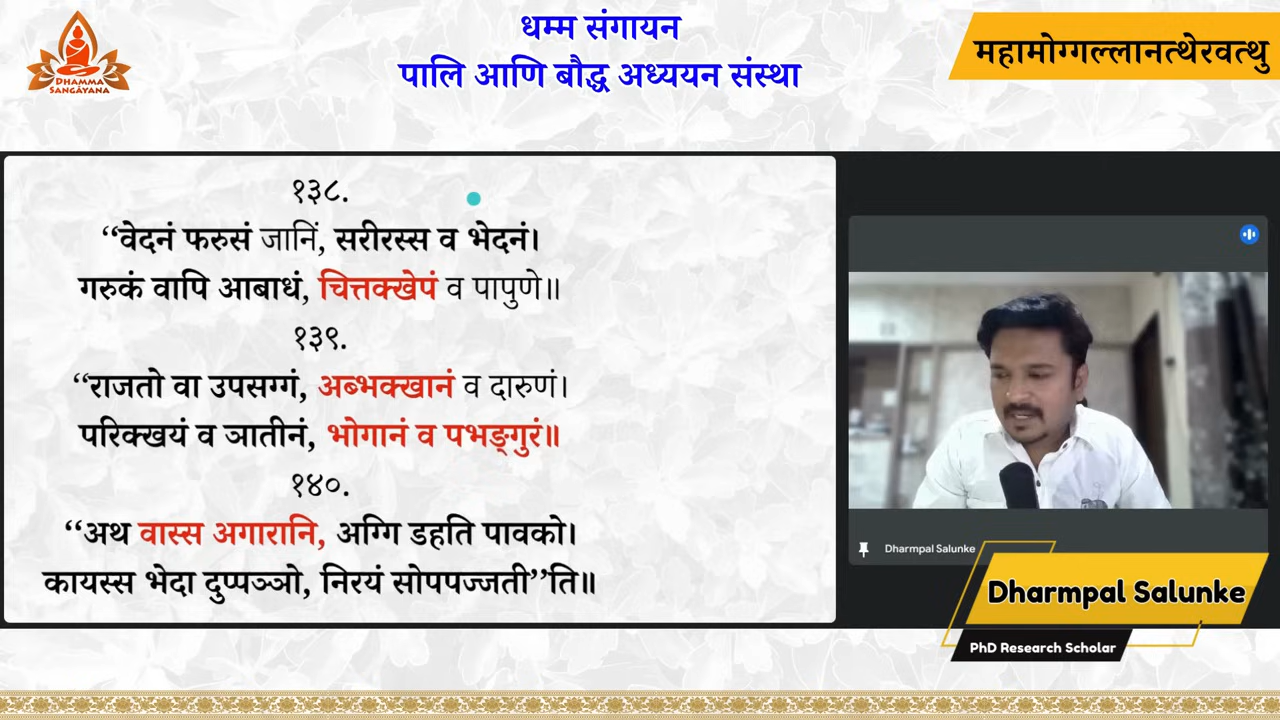 DHAMMA
SANGĀYANA
धम्म संगायन
पालि आणि बौद्ध अध्ययन संस्था
महामोग्गल्लानत्थेरवत्थु
१३८.
“वेदनं फरुसं जानिं, सरीरस्स व भेदनं।
गरुकं वापि आबाधं, चित्तक्खेपं व पापुणे॥
१३९.
“राजतो वा उपसग्गं, अब्भक्खानं व दारुणं।
परिक्खयं व ञातीनं, भोगानं व पभङ्गुरं॥
१४०.
“अथ वास्स अगारानि, अग्गि डहति पावको।
कायस्स भेदा दुप्पञ्ञो, निरयं सोपपज्जती”ति॥
Dharmpal Salunke
Dharmpal Salunke
PhD Research Scholar